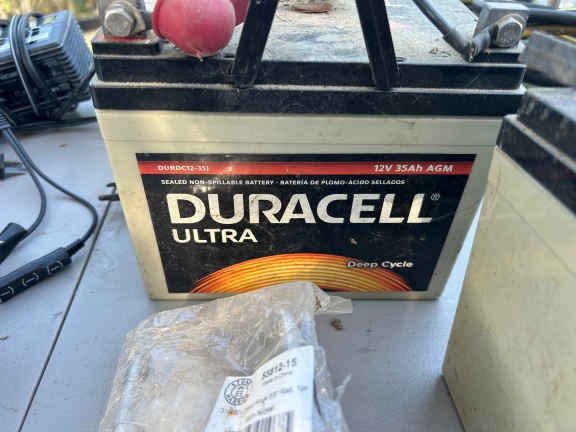 DURDC12-35J
12V 35Ah AGM
SEALED NON-SPILLABLE BATTERY - BATERÍA DE PLOMO-ÁCIDO SELLADOS
DURACELL®
ULTRA
Deep Cycle
53812-15